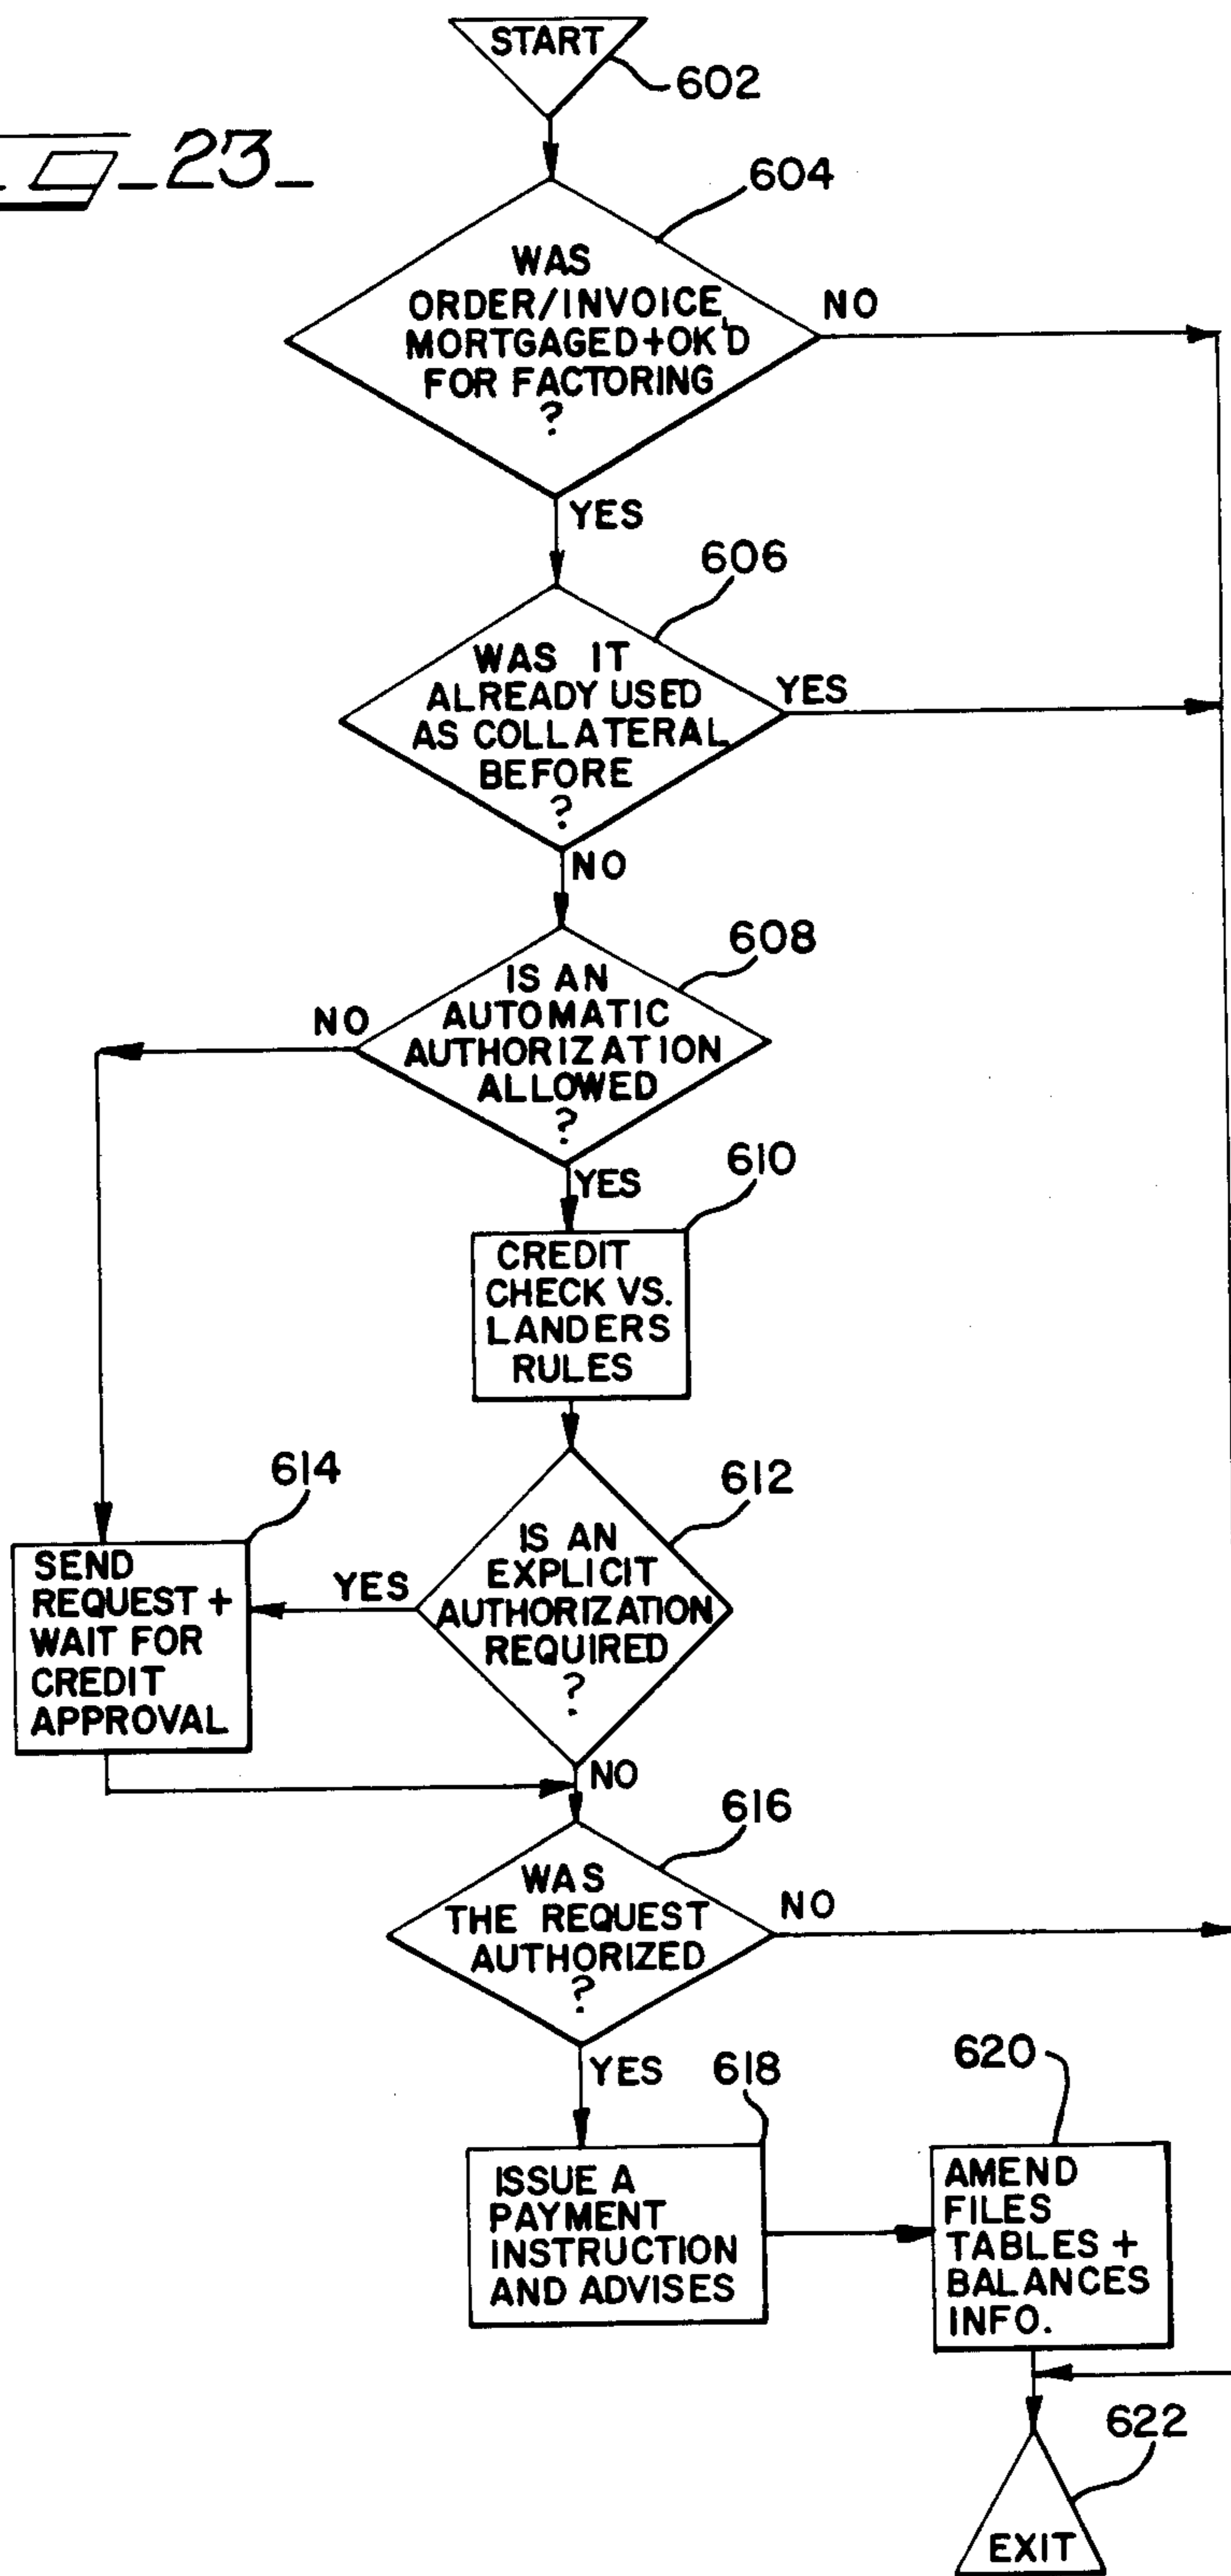 START
602
23
604
WAS
ORDER/INVOICE
MORTGAGED+OK'D
FOR FACTORING
?
NO
YES
606
WAS IT
ALREADY USED
AS COLLATERAL
BEFORE
?
YES
NO
608
IS AN
AUTOMATIC
AUTHORIZATION
ALLOWED
?
NO
YES
610
CREDIT
CHECK VS.
LANDERS
RULES
612
IS AN
EXPLICIT
AUTHORIZATION
REQUIRED
?
YES
614
SEND
REQUEST +
WAIT FOR
CREDIT
APPROVAL
NO
616
WAS
THE REQUEST
AUTHORIZED
?
NO
YES
618
ISSUE A
PAYMENT
INSTRUCTION
AND ADVISES
620
AMEND
FILES
TABLES +
BALANCES
INFO.
622
EXIT